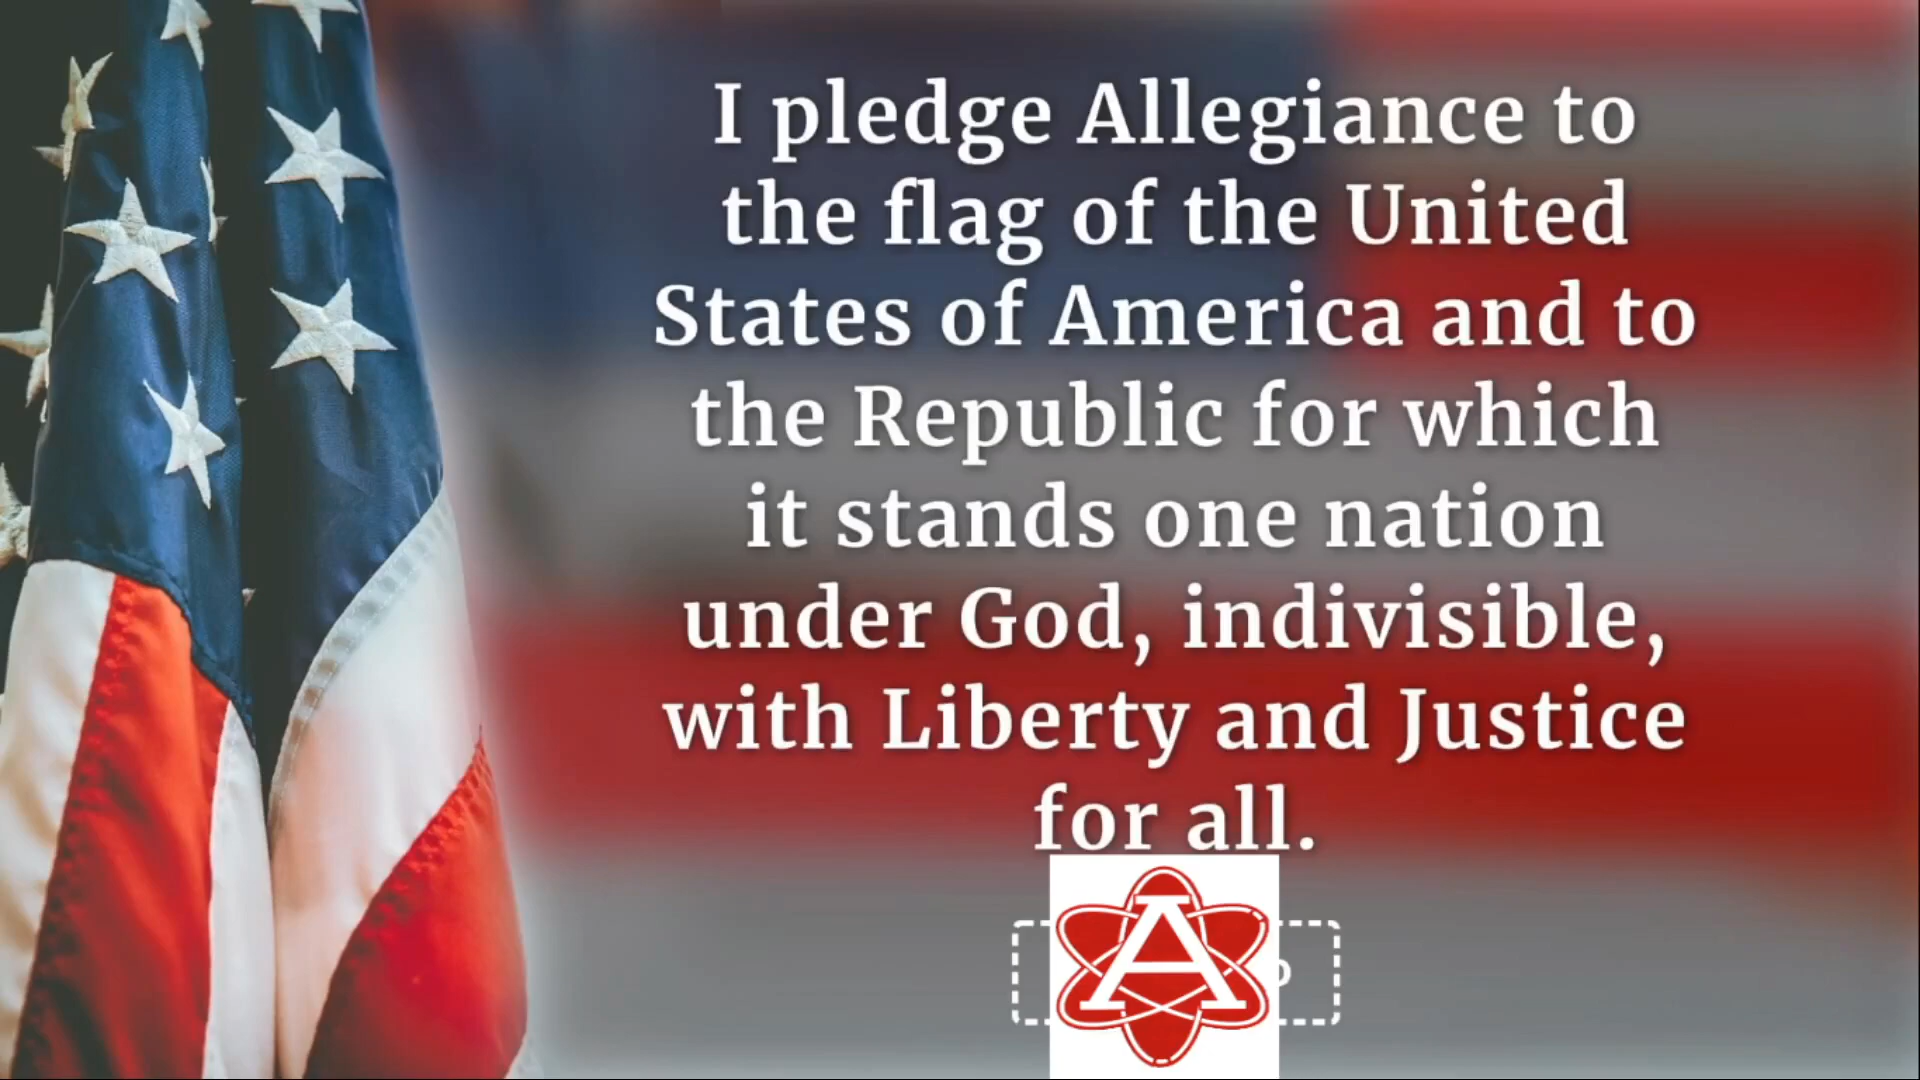 I pledge Allegiance to
the flag of the United
States of America and to
the Republic for which
it stands one nation
under God, indivisible,
with Liberty and Justice
for all.
A